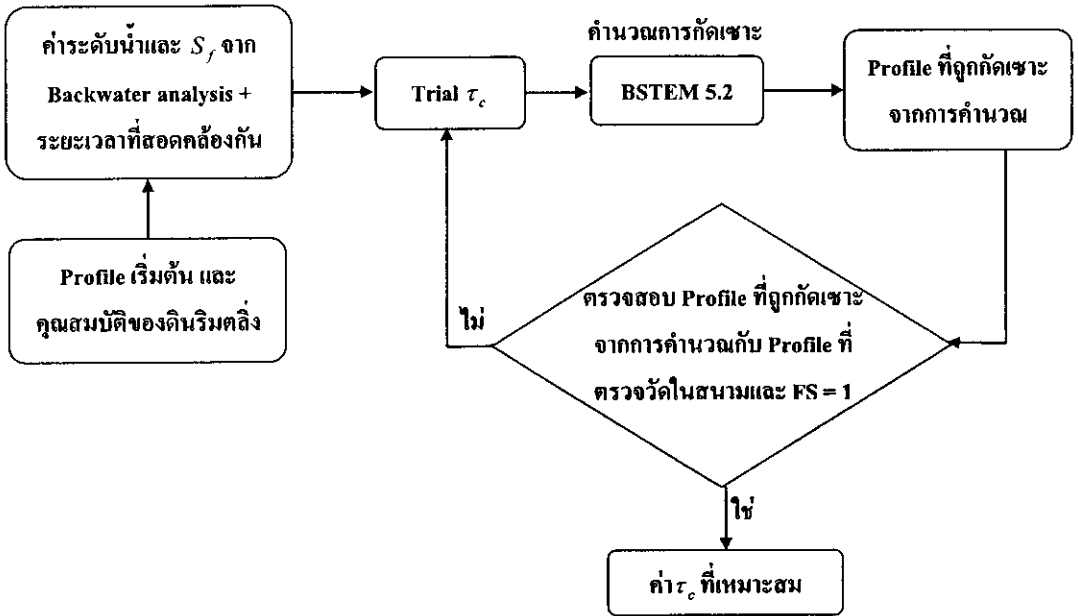 ค่าระดับน้ำและ S_f จาก
Backwater analysis +
ระยะเวลาที่สอดคล้องกัน
Trial τ_c
คำนวณการกัดเซาะ
BSTEM 5.2
Profile ที่ถูกกัดเซาะ
จากการคำนวณ
Profile เริ่มต้น และ
คุณสมบัติของดินริมตลิ่ง
ไม่
ตรวจสอบ Profile ที่ถูกกัดเซาะ
จากการคำนวณกับ Profile ที่
ตรวจวัดในสนามและ FS = 1
ใช่
ค่า τ_c ที่เหมาะสม